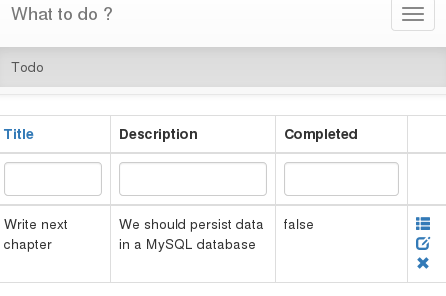 What to do ?
Todo
Title Description Completed
Write next We should persist data false
chapter in a MySQL database